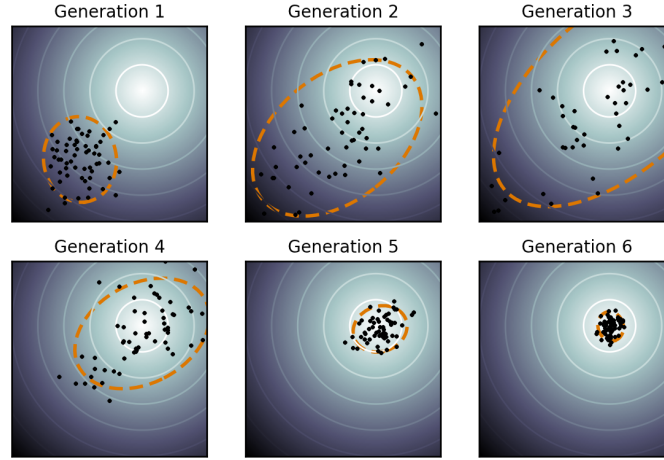 Generation 1
Generation 2
Generation 3
Generation 4
Generation 5
Generation 6